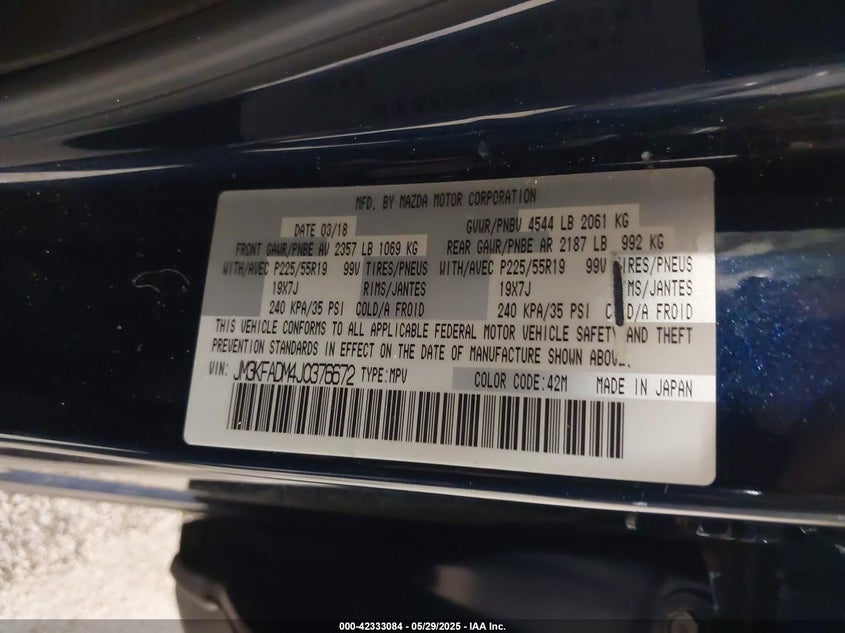 MFD. BY MAZDA MOTOR CORPORATION
DATE 03/18 GVWR/PNBV 4544 LB 2061 KG
FRONT GAWR/PNBE AV 2357 LB 1069 KG REAR GAWR/PNBE AR 2187 LB 992 KG
WITH/AVEC P225/55R19 99V TIRES/PNEUS WITH/AVEC P225/55R19 99V TIRES/PNEUS
19X7J RIMS/JANTES 19X7J RIMS/JANTES
240 KPA/35 PSI COLD/A FROID 240 KPA/35 PSI COLD/A FROID
THIS VEHICLE CONFORMS TO ALL APPLICABLE FEDERAL MOTOR VEHICLE SAFETY AND THEFT
PREVENTION STANDARDS IN EFFECT ON THE DATE OF MANUFACTURE SHOWN ABOVE.
VIN: JM3KFADM4J0376672 TYPE:MPV COLOR CODE:42M MADE IN JAPAN
000-42333084 - 05/29/2025 - IAA Inc.